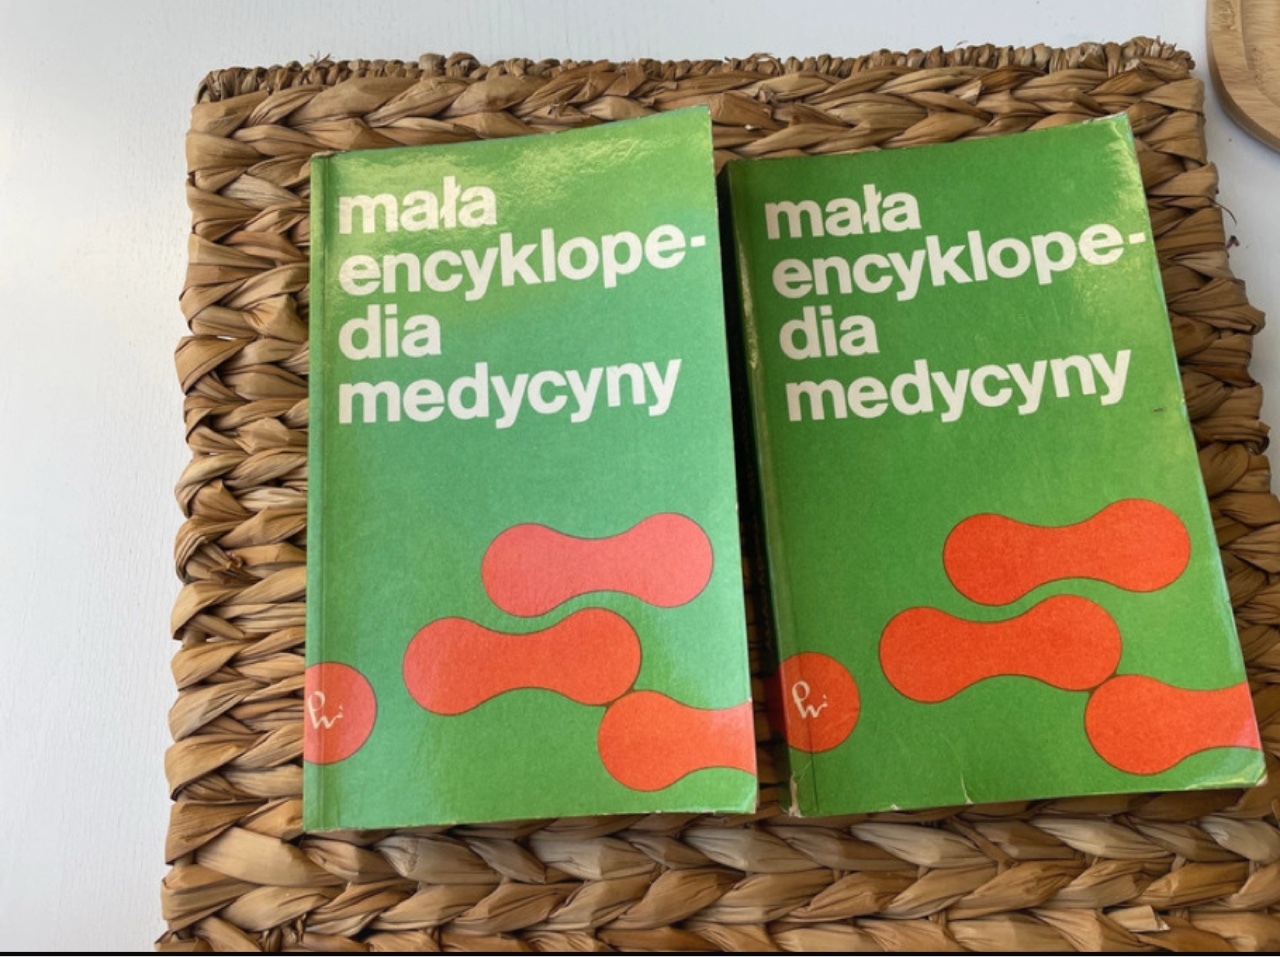 mała
encyklope-
dia
medycyny
mała
encyklope-
dia
medycyny